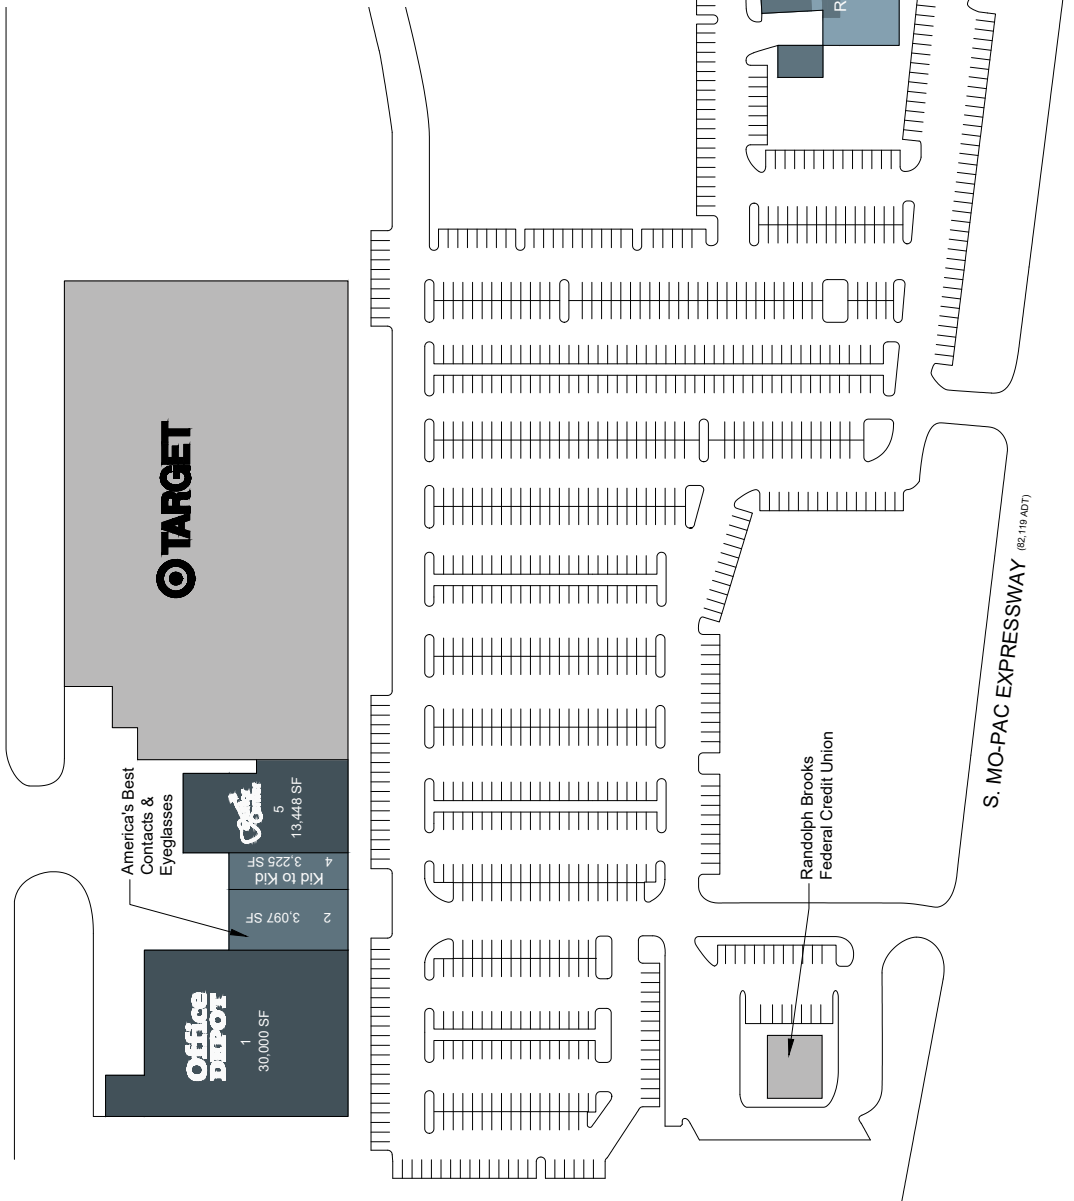 R
TARGET
America's Best
Contacts &
Eyeglasses
5
13,448 SF
4
3,225 SF
Kid to Kid
2
3,097 SF
Office
DEPOT
1
30,000 SF
Randolph Brooks
Federal Credit Union
S. MO-PAC EXPRESSWAY (82,119 ADT)